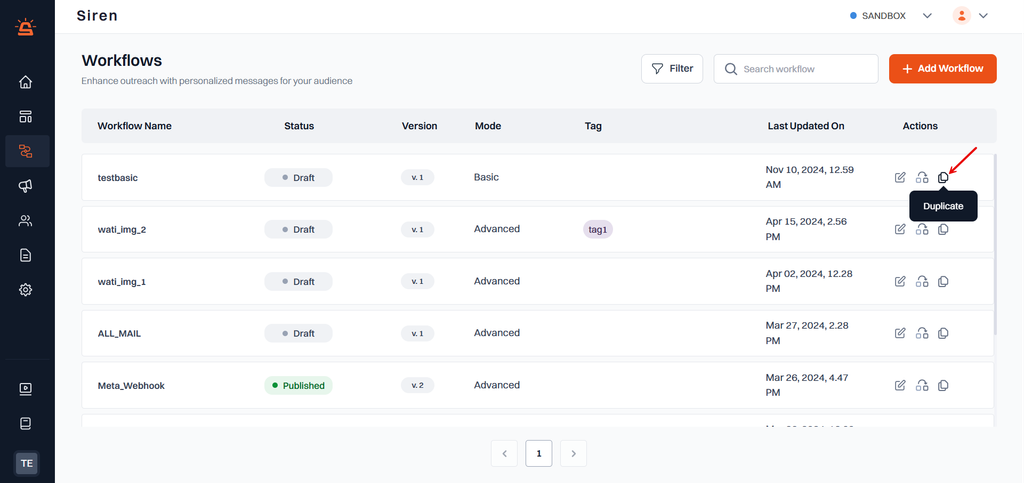 Siren
SANDBOX
Workflows
Enhance outreach with personalized messages for your audience
Filter
Search workflow
+ Add Workflow
Workflow Name Status Version Mode Tag Last Updated On Actions
testbasic Draft v. 1 Basic Nov 10, 2024, 12.59
AM
Duplicate
wati_img_2 Draft v. 1 Advanced tag1 Apr 15, 2024, 2.56
PM
wati_img_1 Draft v. 1 Advanced Apr 02, 2024, 12.28
PM
ALL_MAIL Draft v. 1 Advanced Mar 27, 2024, 2.28
PM
Meta_Webhook Published v. 2 Advanced Mar 26, 2024, 4.47
PM
1
TE